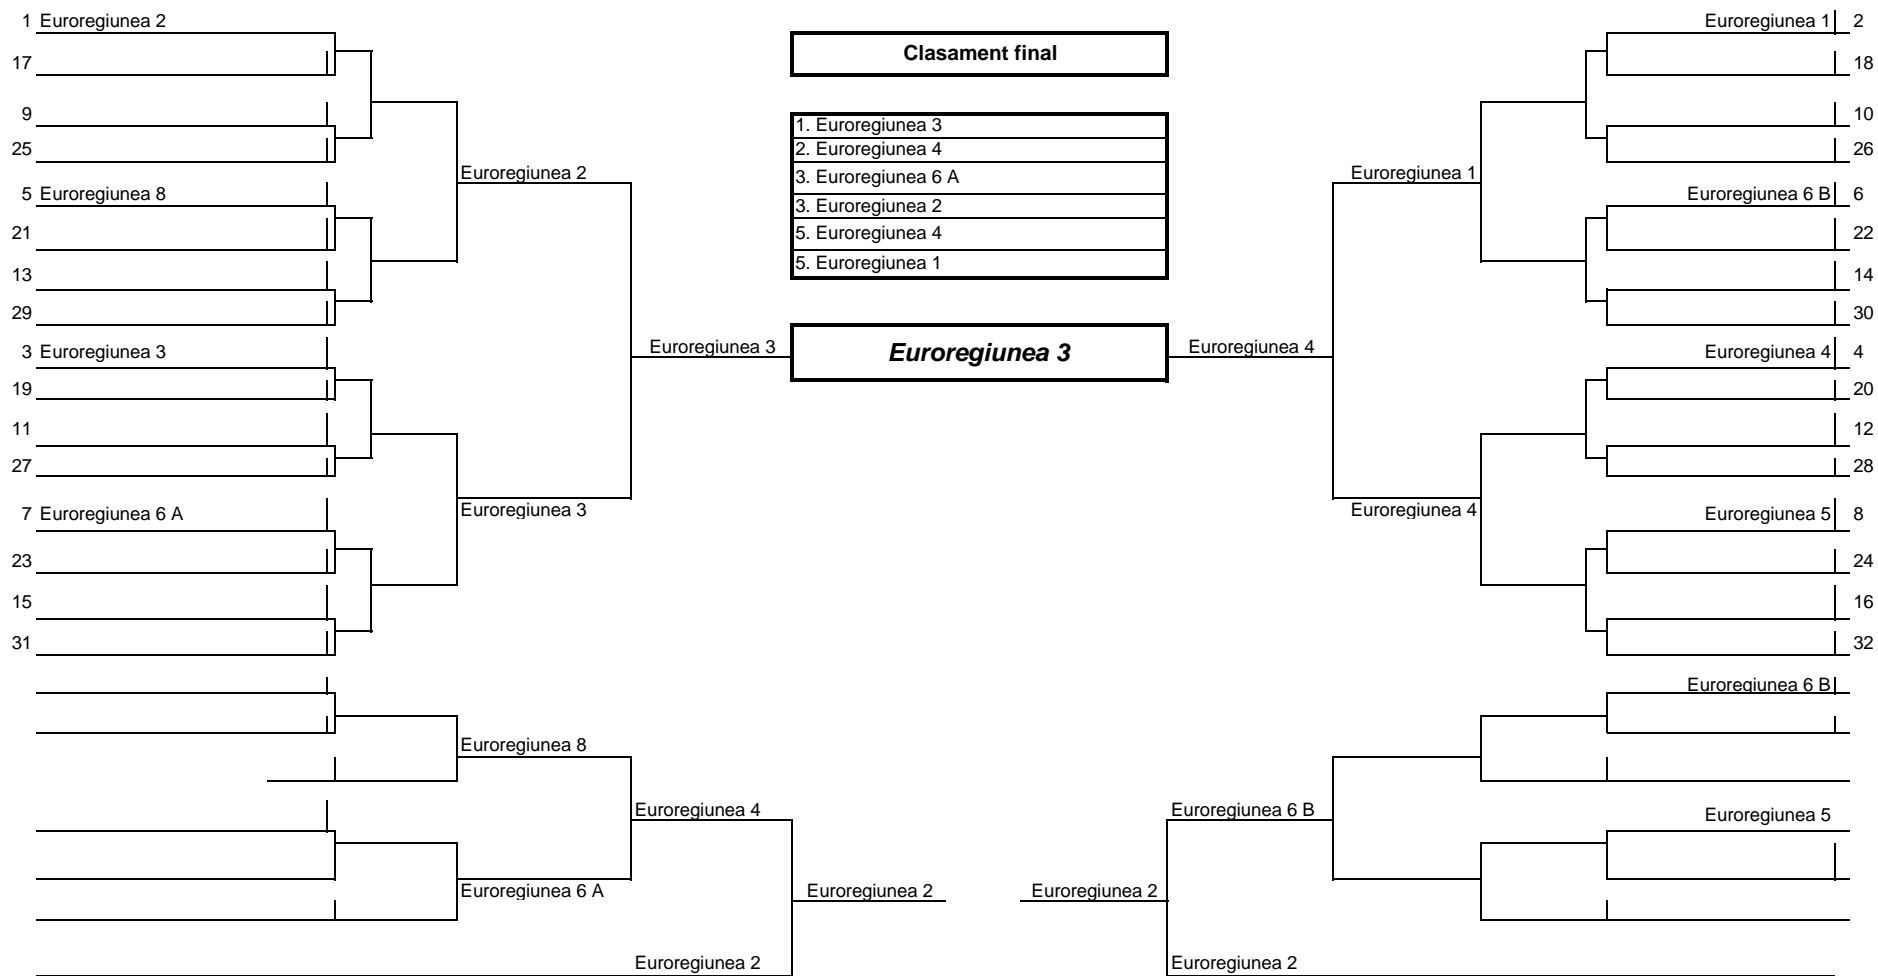 1 Euroregiunea 2
17
9
25
Euroregiunea 2
5 Euroregiunea 8
21
13
29
3 Euroregiunea 3
Euroregiunea 3
19
11
27
Euroregiunea 3
7 Euroregiunea 6 A
23
15
31
Clasament final
1. Euroregiunea 3
2. Euroregiunea 4
3. Euroregiunea 6 A
3. Euroregiunea 2
5. Euroregiunea 4
5. Euroregiunea 1
Euroregiunea 3
Euroregiunea 1 2
18
10
26
Euroregiunea 1
Euroregiunea 6 B 6
22
14
30
Euroregiunea 4
Euroregiunea 4 4
20
12
28
Euroregiunea 4
Euroregiunea 5 8
24
16
32
Euroregiunea 8
Euroregiunea 4
Euroregiunea 6 A
Euroregiunea 2
Euroregiunea 2
Euroregiunea 6 B
Euroregiunea 6 B
Euroregiunea 5
Euroregiunea 2
Euroregiunea 2